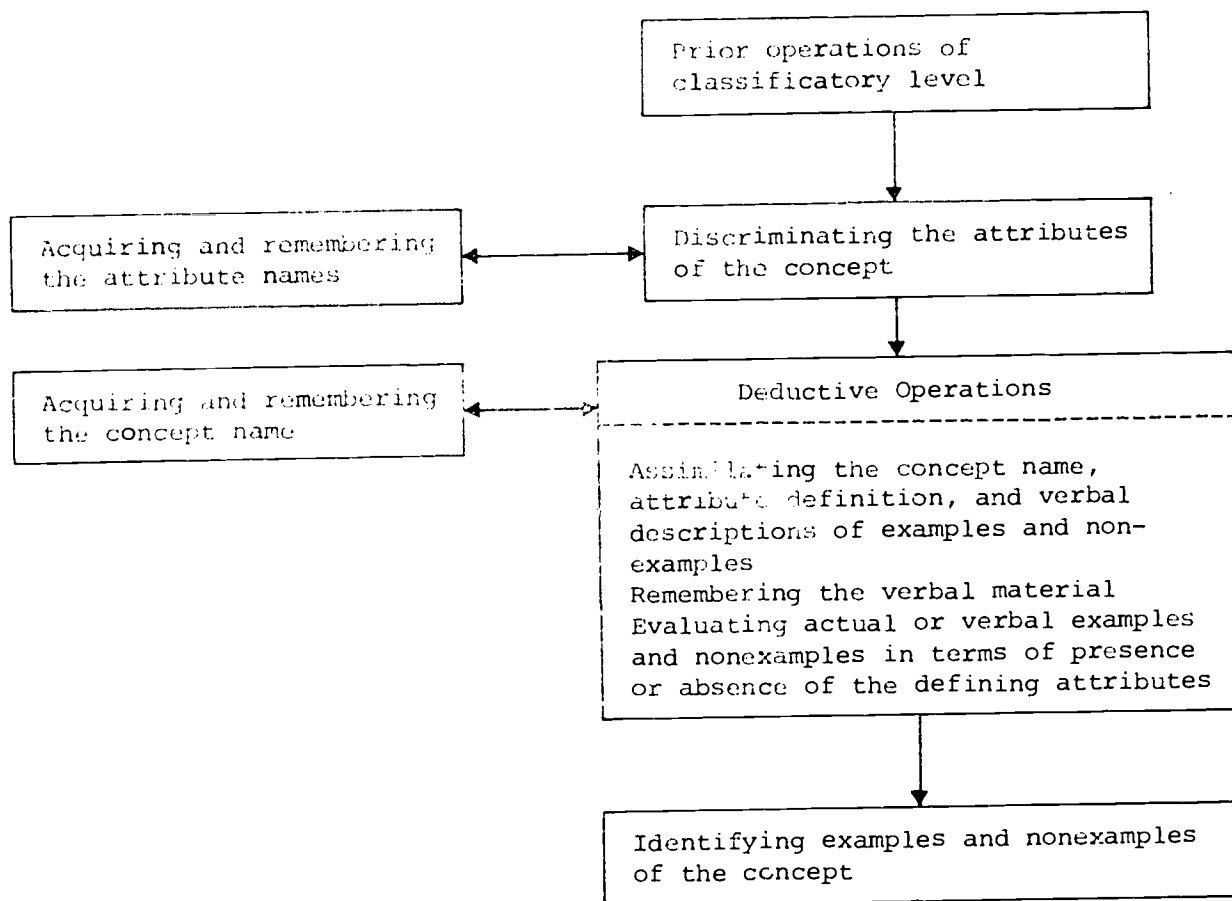 Prior operations of
classificatory level
Acquiring and remembering
the attribute names
Discriminating the attributes
of the concept
Acquiring and remembering
the concept name
Deductive Operations
Assimilating the concept name,
attribute definition, and verbal
descriptions of examples and non-
examples
Remembering the verbal material
Evaluating actual or verbal examples
and nonexamples in terms of presence
or absence of the defining attributes
Identifying examples and nonexamples
of the concept